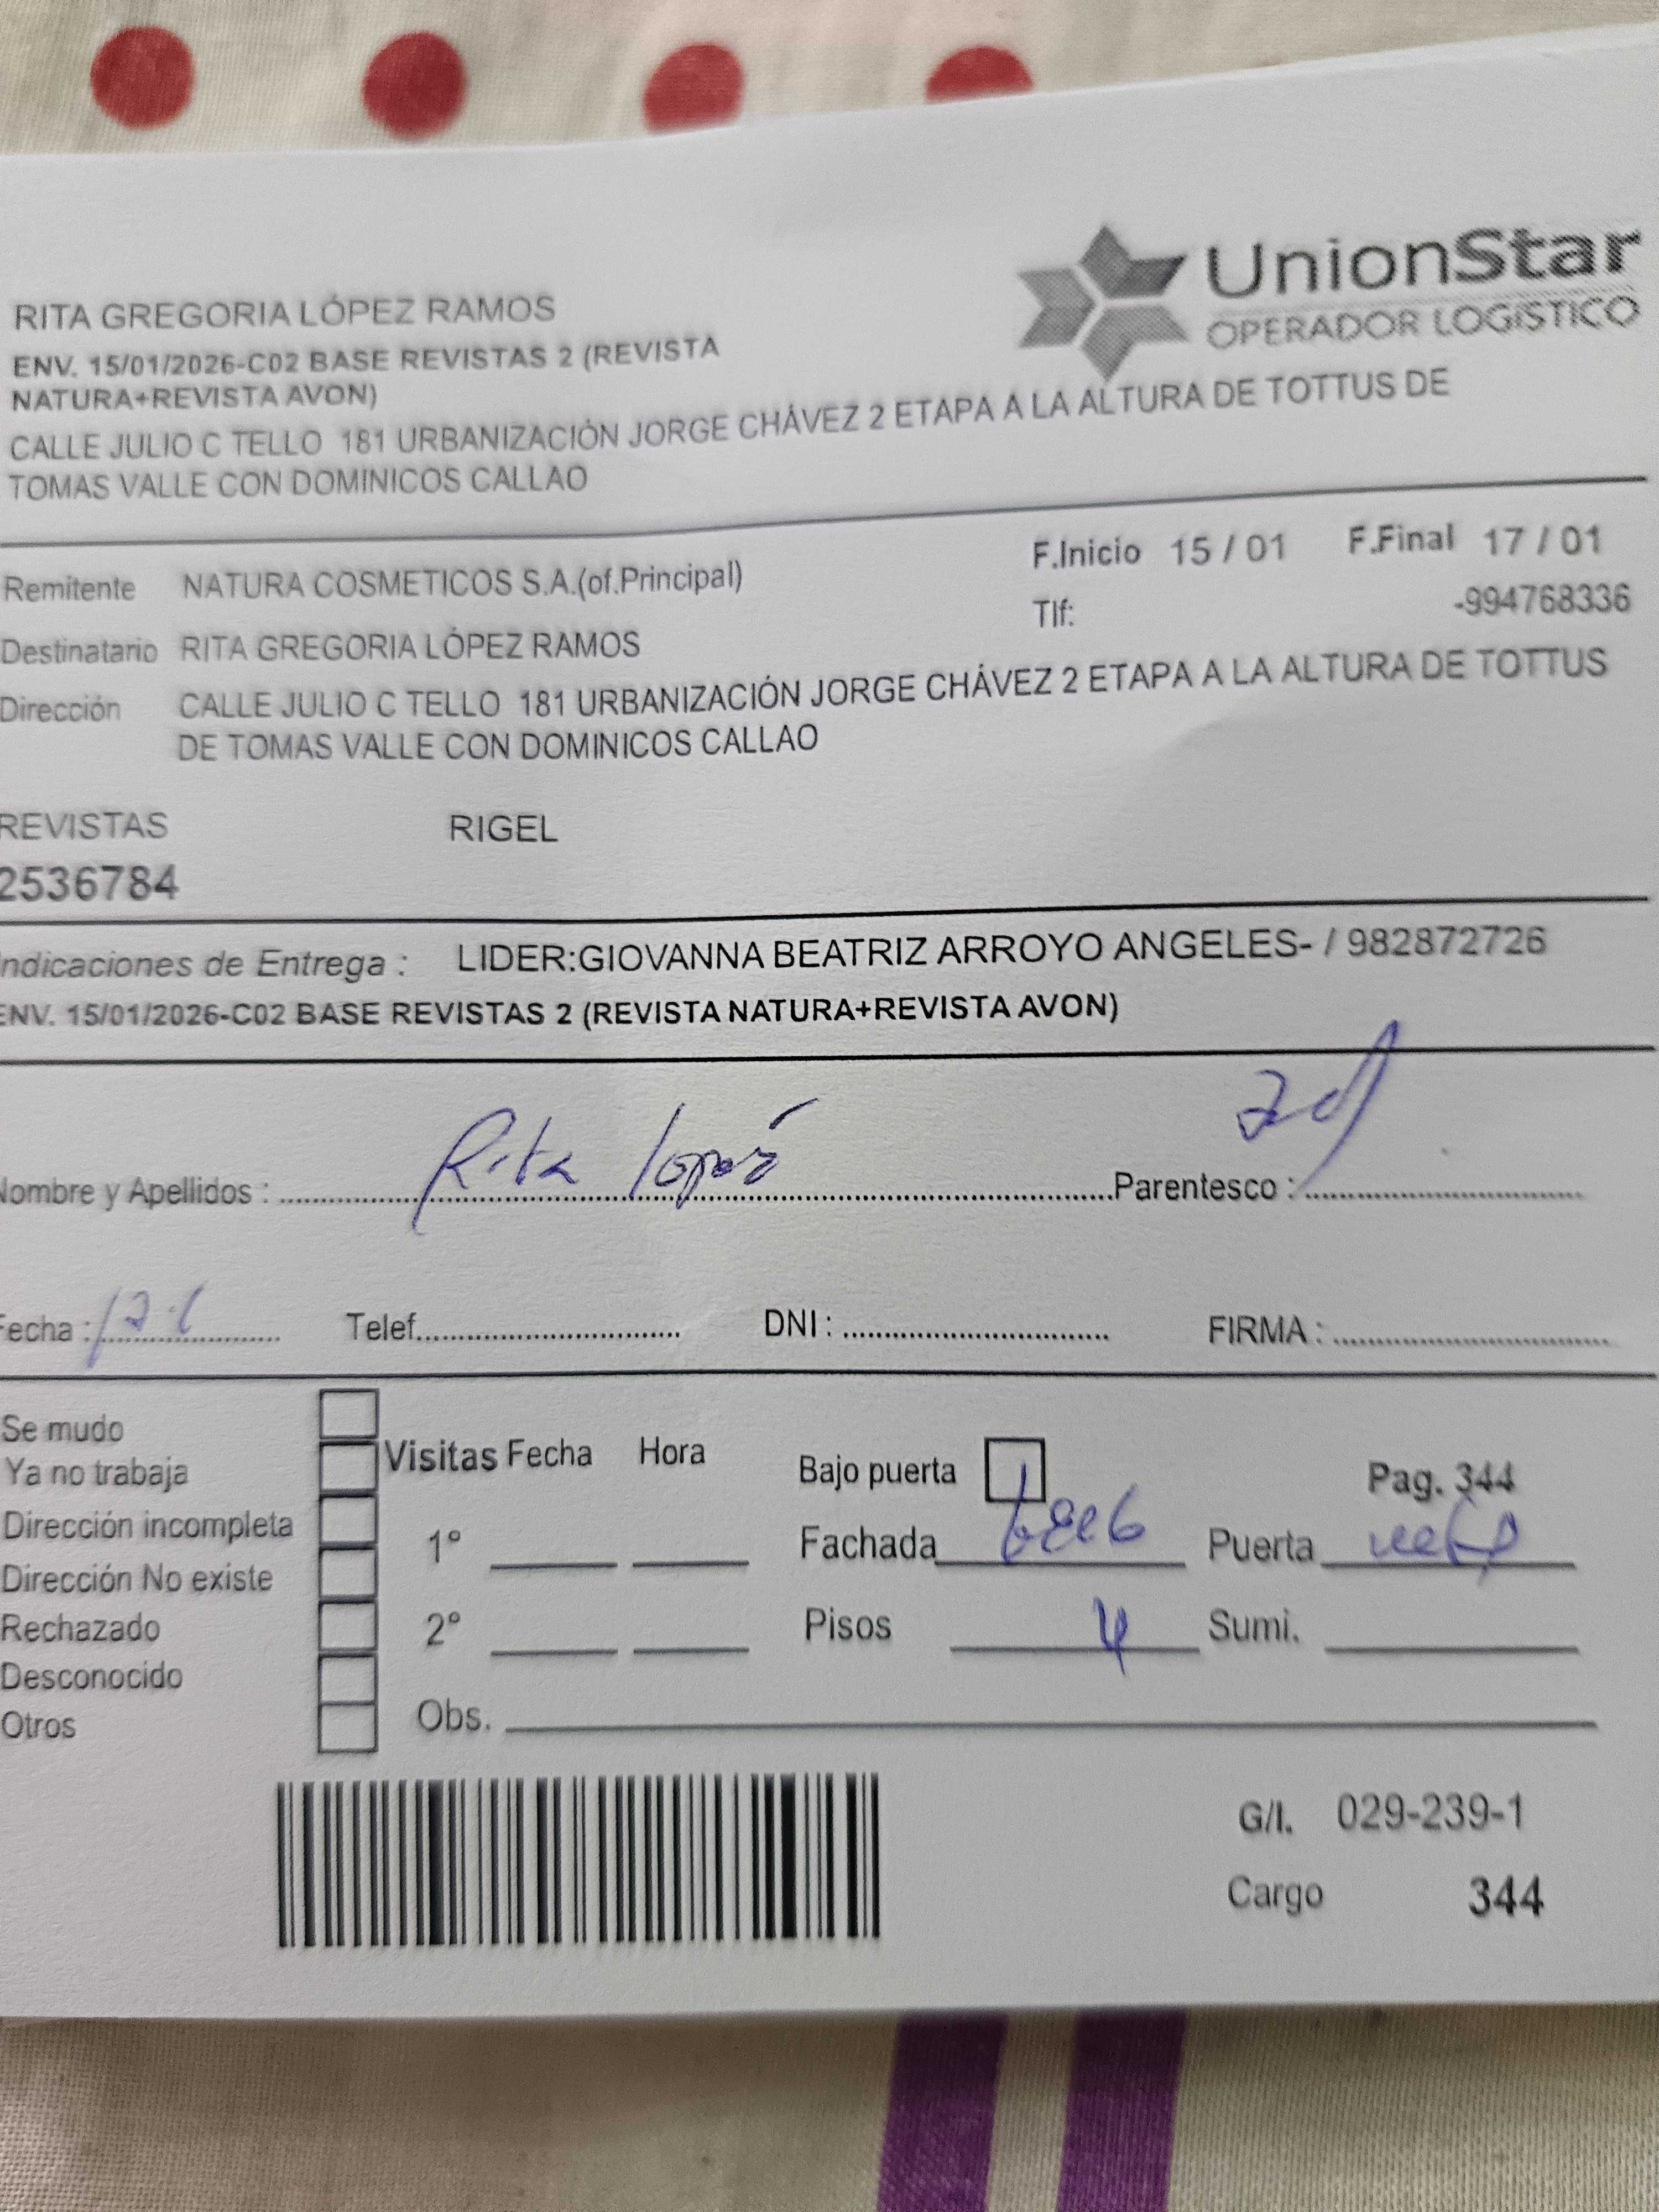 UnionStar
OPERADOR LOGÍSTICO
RITA GREGORIA LÓPEZ RAMOS
ENV. 15/01/2026-C02 BASE REVISTAS 2 (REVISTA
NATURA+REVISTA AVON)
CALLE JULIO C TELLO 181 URBANIZACIÓN JORGE CHÁVEZ 2 ETAPA A LA ALTURA DE TOTTUS DE
TOMAS VALLE CON DOMINICOS CALLAO
F.Inicio 15 / 01 F.Final 17 / 01
Remitente NATURA COSMETICOS S.A.(of.Principal)
Tlf: -994768336
Destinatario RITA GREGORIA LÓPEZ RAMOS
Dirección CALLE JULIO C TELLO 181 URBANIZACIÓN JORGE CHÁVEZ 2 ETAPA A LA ALTURA DE TOTTUS
DE TOMAS VALLE CON DOMINICOS CALLAO
REVISTAS RIGEL
2536784
Indicaciones de Entrega : LIDER:GIOVANNA BEATRIZ ARROYO ANGELES- / 982872726
ENV. 15/01/2026-C02 BASE REVISTAS 2 (REVISTA NATURA+REVISTA AVON)
Nombre y Apellidos : Rita López Parentesco :
Fecha : Telef. DNI : FIRMA :
Se mudo
Ya no trabaja
Dirección incompleta
Dirección No existe
Rechazado
Desconocido
Otros
Visitas Fecha Hora
1°
2°
Obs.
Bajo puerta Pag. 344
Fachada Puerta
Pisos 4 Sumi.
G/I. 029-239-1
Cargo 344